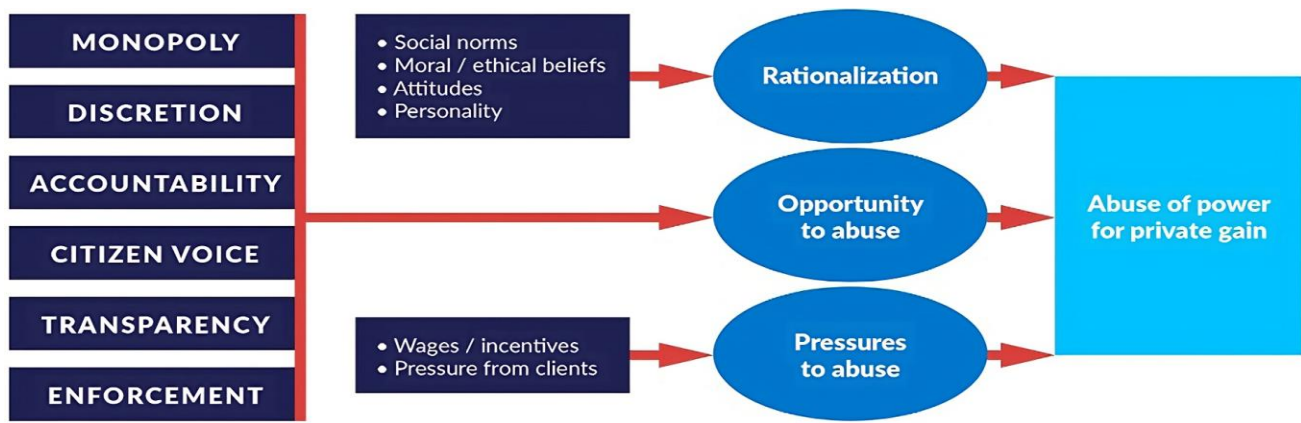 MONOPOLY
DISCRETION
ACCOUNTABILITY
CITIZEN VOICE
TRANSPARENCY
ENFORCEMENT
• Social norms
• Moral / ethical beliefs
• Attitudes
• Personality
• Wages / incentives
• Pressure from clients
Rationalization
Opportunity
to abuse
Pressures
to abuse
Abuse of power
for private gain